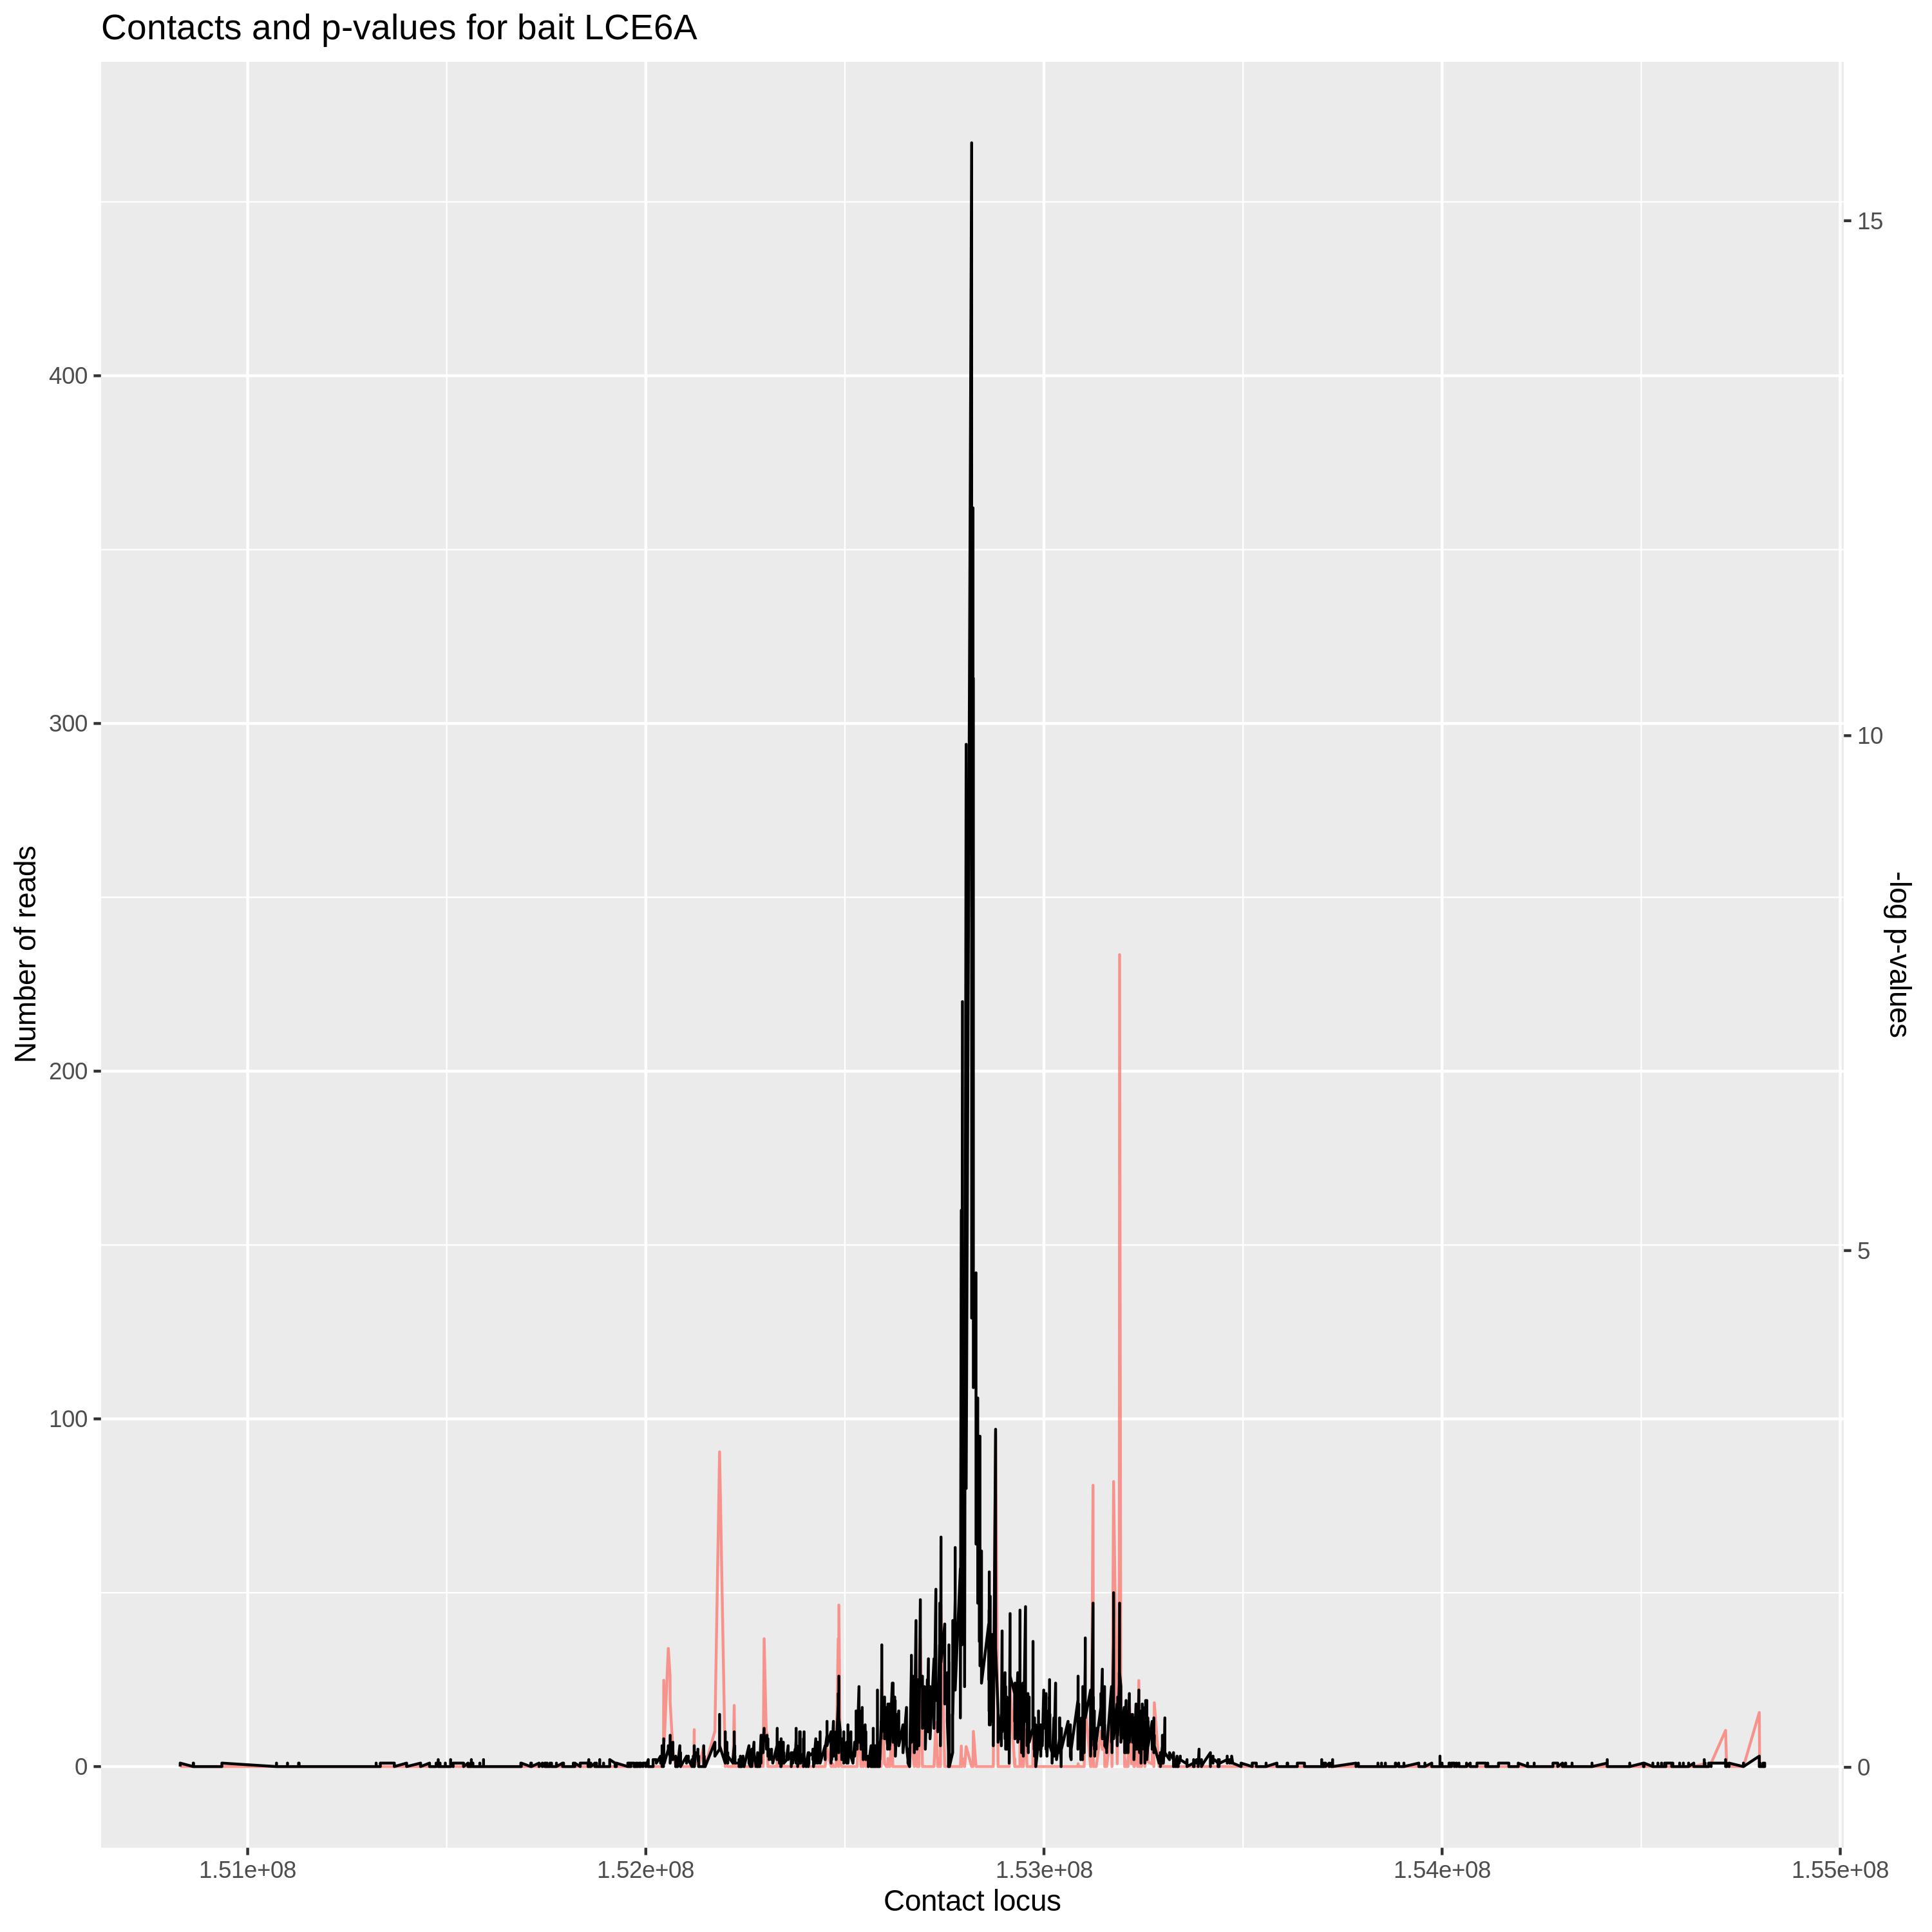 Contacts and p-values for bait LCE6A
Number of reads
400
300
200
100
0
15
10
5
0
-log p-values
1.51e+08
1.52e+08
1.53e+08
1.54e+08
1.55e+08
Contact locus